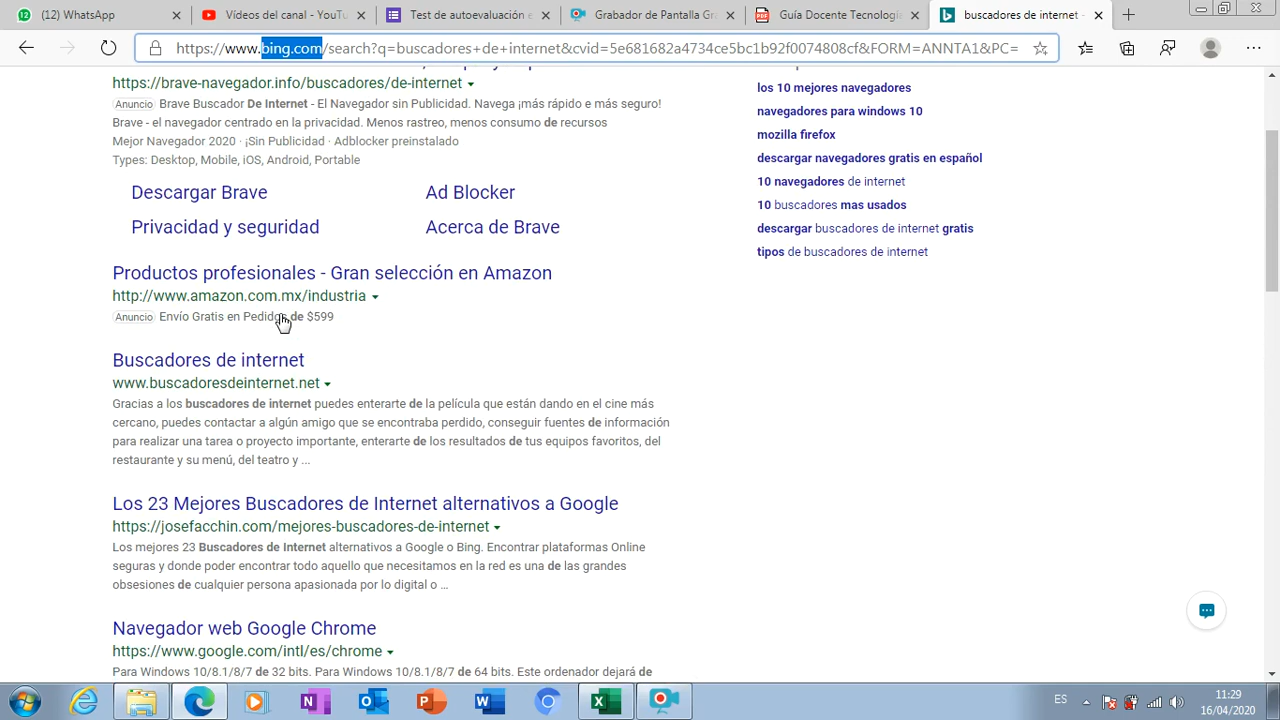 (12) WhatsApp
Vídeos del canal - YouT
Test de autoevaluación e
Grabador de Pantalla Gra
Guía Docente Tecnologí
buscadores de internet -
https://www.bing.com/search?q=buscadores+de+internet&cvid=5e681682a4734ce5bc1b92f0074808cf&FORM=ANNTA1&PC=
https://brave-navegador.info/buscadores/de-internet
Anuncio Brave Buscador De Internet - El Navegador sin Publicidad. Navega ¡más rápido e más seguro!
Brave - el navegador centrado en la privacidad. Menos rastreo, menos consumo de recursos
Mejor Navegador 2020 · ¡Sin Publicidad · Adblocker preinstalado
Types: Desktop, Mobile, iOS, Android, Portable
Descargar Brave
Ad Blocker
Privacidad y seguridad
Acerca de Brave
Productos profesionales - Gran selección en Amazon
http://www.amazon.com.mx/industria
Anuncio Envío Gratis en Pedidos de $599
Buscadores de internet
www.buscadoresdeinternet.net
Gracias a los buscadores de internet puedes enterarte de la película que están dando en el cine más
cercano, puedes contactar a algún amigo que se encontraba perdido, conseguir fuentes de información
para realizar una tarea o proyecto importante, enterarte de los resultados de tus equipos favoritos, del
restaurante y su menú, del teatro y ...
Los 23 Mejores Buscadores de Internet alternativos a Google
https://josefacchin.com/mejores-buscadores-de-internet
Los mejores 23 Buscadores de Internet alternativos a Google o Bing. Encontrar plataformas Online
seguras y donde poder encontrar todo aquello que necesitamos en la red es una de las grandes
obsesiones de cualquier persona apasionada por lo digital o ...
Navegador web Google Chrome
https://www.google.com/intl/es/chrome
Para Windows 10/8.1/8/7 de 32 bits. Para Windows 10/8.1/8/7 de 64 bits. Este ordenador dejará de
los 10 mejores navegadores
navegadores para windows 10
mozilla firefox
descargar navegadores gratis en español
10 navegadores de internet
10 buscadores mas usados
descargar buscadores de internet gratis
tipos de buscadores de internet
ES
11:29
16/04/2020